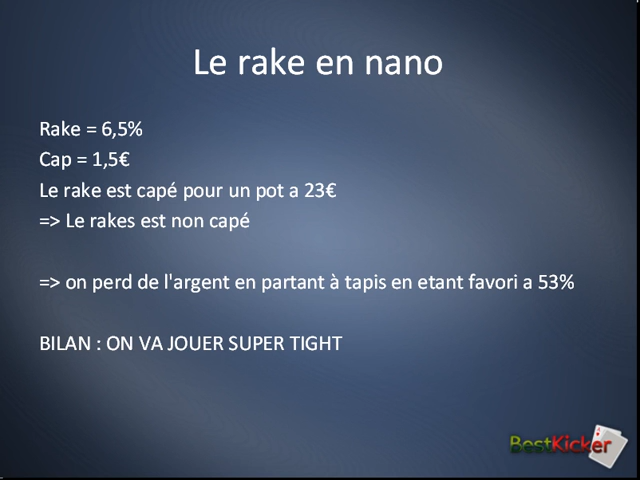 Le rake en nano
Rake = 6,5%
Cap = 1,5€
Le rake est capé pour un pot a 23€
=> Le rakes est non capé
=> on perd de l'argent en partant à tapis en etant favori a 53%
BILAN : ON VA JOUER SUPER TIGHT
BestKicker